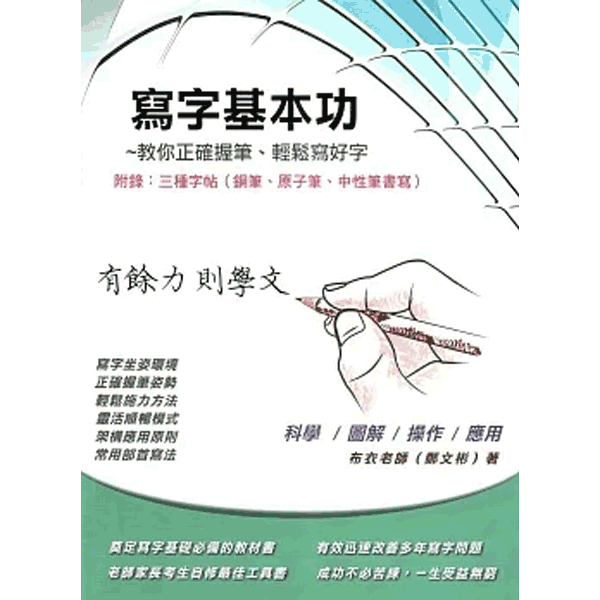 寫字基本功
~教你正確握筆、輕鬆寫好字
附錄：三種字帖（鋼筆、原子筆、中性筆書寫）
有餘力 則學文
寫字坐姿環境
正確握筆姿勢
輕鬆施力方法
靈活順暢模式
架構應用原則
常用部首寫法
科學 / 圖解 / 操作 / 應用
布衣老師（鄭文彬）著
奠定寫字基礎必備的教材書
老師家長考生自修最佳工具書
有效迅速改善多年寫字問題
成功不必苦練，一生受益無窮